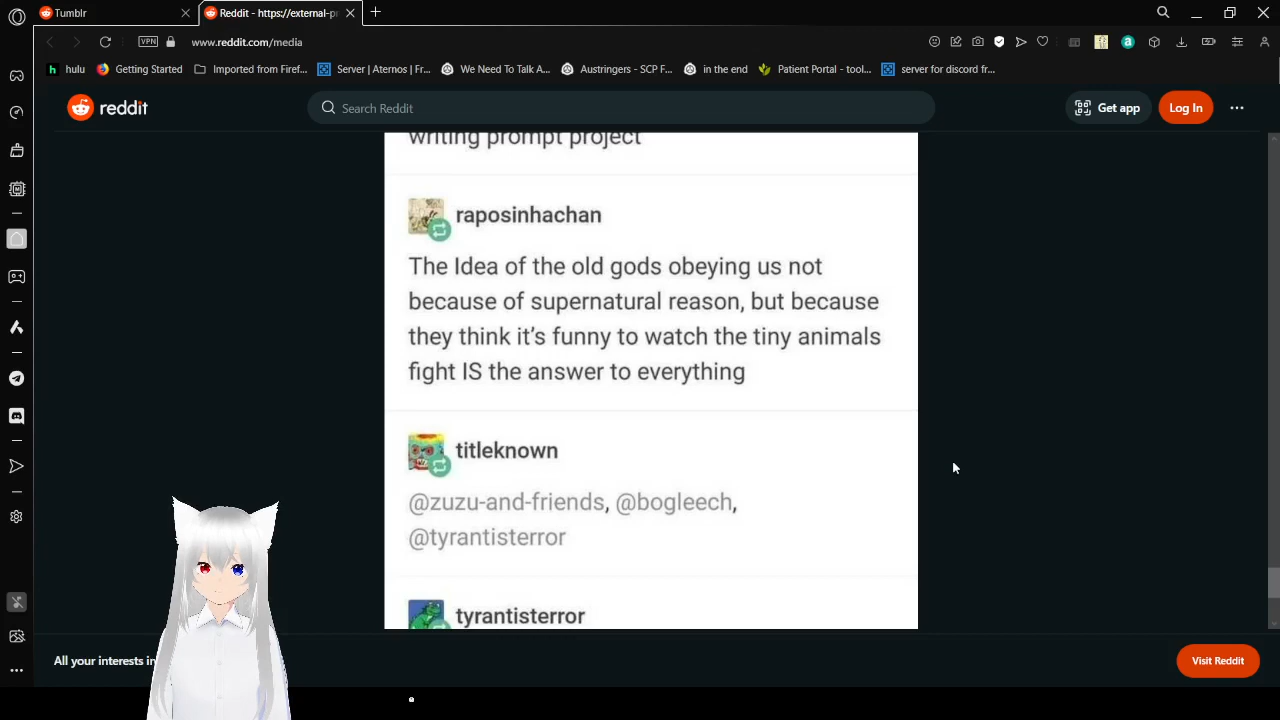 Tumblr
Reddit - https://external-pr
VPN
www.reddit.com/media
hulu
Getting Started
Imported from Firef...
Server | Aternos | Fr...
We Need To Talk A...
Austringers - SCP F...
in the end
Patient Portal - tool...
server for discord fr...
reddit
Search Reddit
Get app
Log In
writing prompt project
raposinhachan
The Idea of the old gods obeying us not
because of supernatural reason, but because
they think it's funny to watch the tiny animals
fight IS the answer to everything
titleknown
@zuzu-and-friends, @bogleech,
@tyrantisterror
tyrantisterror
All your interests in
Visit Reddit